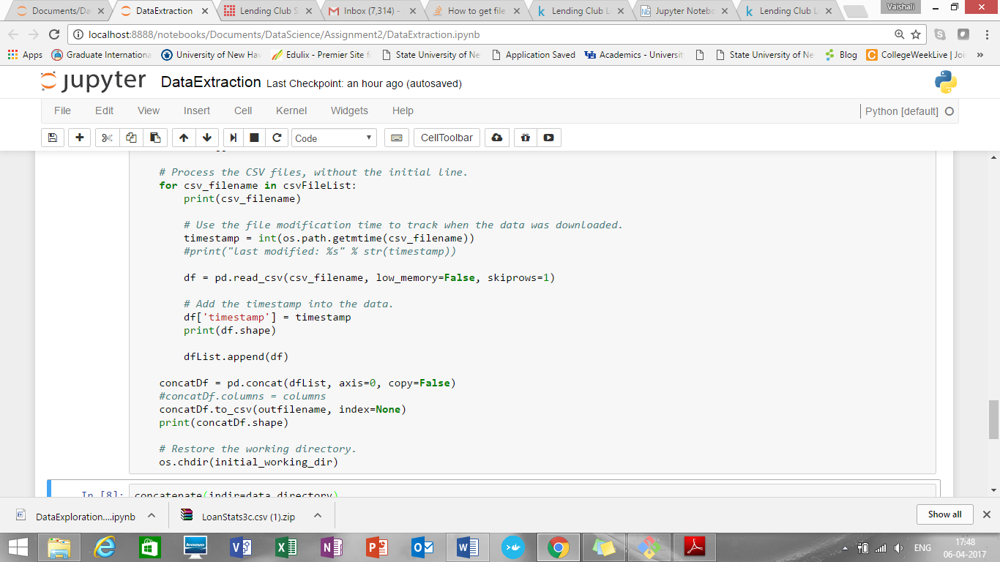 Documents/Da
DataExtraction
Lending Club S
Inbox (7,314) -
How to get file
Lending Club L
Jupyter Notebo
Lending Club L
Vaishali
localhost:8888/notebooks/Documents/DataScience/Assignment2/DataExtraction.ipynb
Apps
Graduate Internationa
University of New Hav
Edulix - Premier Site f
State University of Ne
Application Saved
Academics - Universit
State University of Ne
Blog
CollegeWeekLive | Joi
»
jupyter
DataExtraction Last Checkpoint: an hour ago (autosaved)
File Edit View Insert Cell Kernel Widgets Help
Python [default]
Code
CellToolbar
# Process the CSV files, without the initial line.
for csv_filename in csvFileList:
print(csv_filename)
# Use the file modification time to track when the data was downloaded.
timestamp = int(os.path.getmtime(csv_filename))
#print("last modified: %s" % str(timestamp))
df = pd.read_csv(csv_filename, low_memory=False, skiprows=1)
# Add the timestamp into the data.
df['timestamp'] = timestamp
print(df.shape)
dfList.append(df)
concatDf = pd.concat(dfList, axis=0, copy=False)
#concatDf.columns = columns
concatDf.to_csv(outfilename, index=None)
print(concatDf.shape)
# Restore the working directory.
os.chdir(initial_working_dir)
In [8]: concatenate(indir=data_directory)
DataExploration....ipynb
LoanStats3c.csv (1).zip
Show all
lenovo
ENG
17:48
06-04-2017